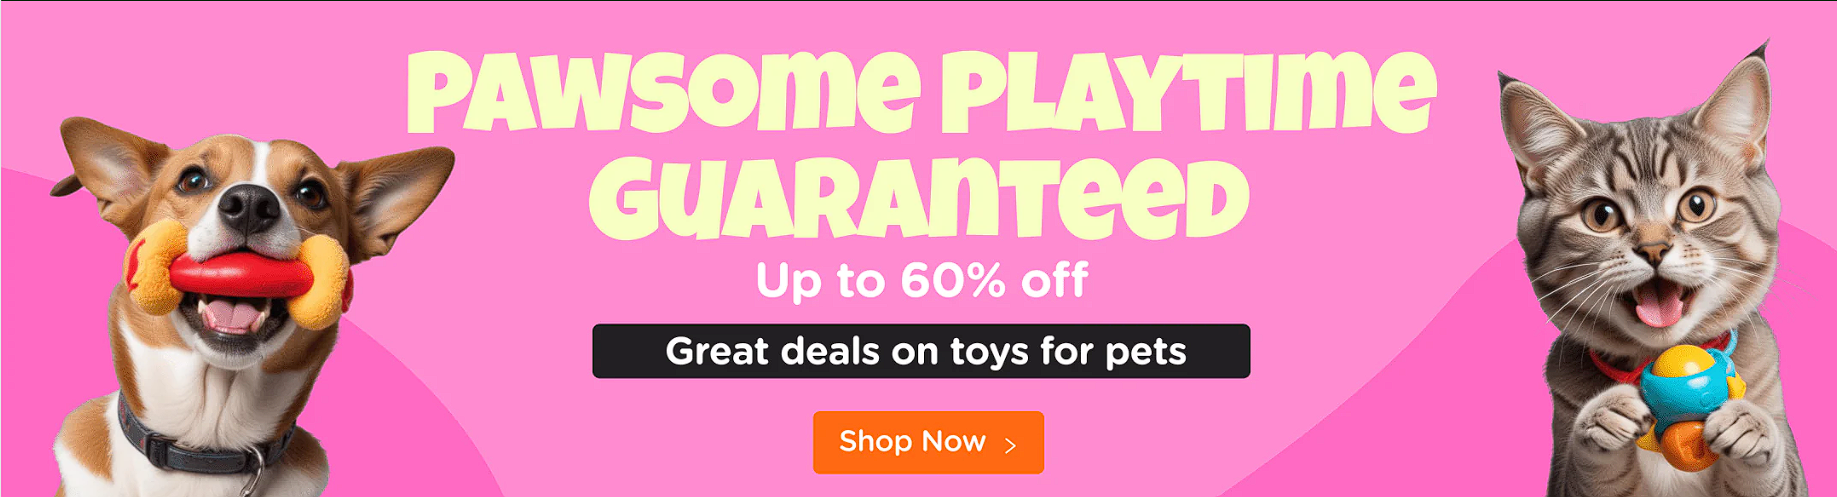 PAWSOME PLAYTIME
GUARANTEED
Up to 60% off
Great deals on toys for pets
Shop Now >